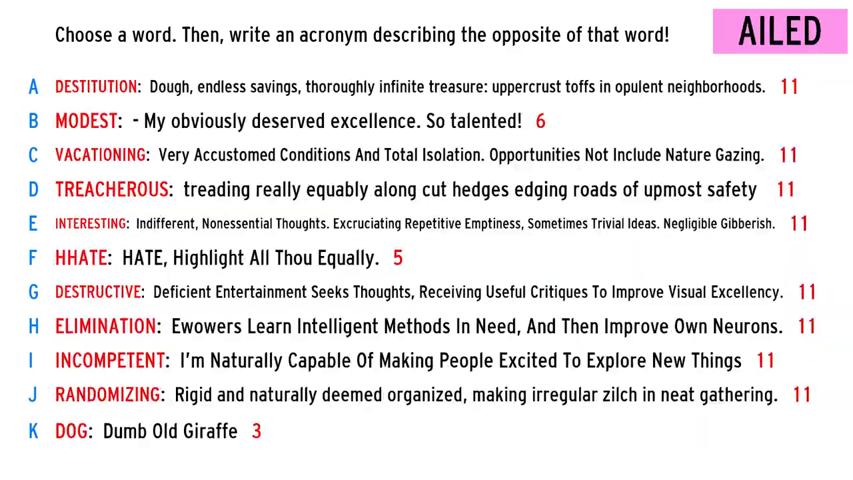 Choose a word. Then, write an acronym describing the opposite of that word!
AILED
A DESTITUTION: Dough, endless savings, thoroughly infinite treasure: uppercrust toffs in opulent neighborhoods. 11
B MODEST: - My obviously deserved excellence. So talented! 6
C VACATIONING: Very Accustomed Conditions And Total Isolation. Opportunities Not Include Nature Gazing. 11
D TREACHEROUS: treading really equably along cut hedges edging roads of upmost safety 11
E INTERESTING: Indifferent, Nonessential Thoughts. Excruciating Repetitive Emptiness, Sometimes Trivial Ideas. Negligible Gibberish. 11
F HHATE: HATE, Highlight All Thou Equally. 5
G DESTRUCTIVE: Deficient Entertainment Seeks Thoughts, Receiving Useful Critiques To Improve Visual Excellency. 11
H ELIMINATION: Ewowers Learn Intelligent Methods In Need, And Then Improve Own Neurons. 11
I INCOMPETENT: I'm Naturally Capable Of Making People Excited To Explore New Things 11
J RANDOMIZING: Rigid and naturally deemed organized, making irregular zilch in neat gathering. 11
K DOG: Dumb Old Giraffe 3